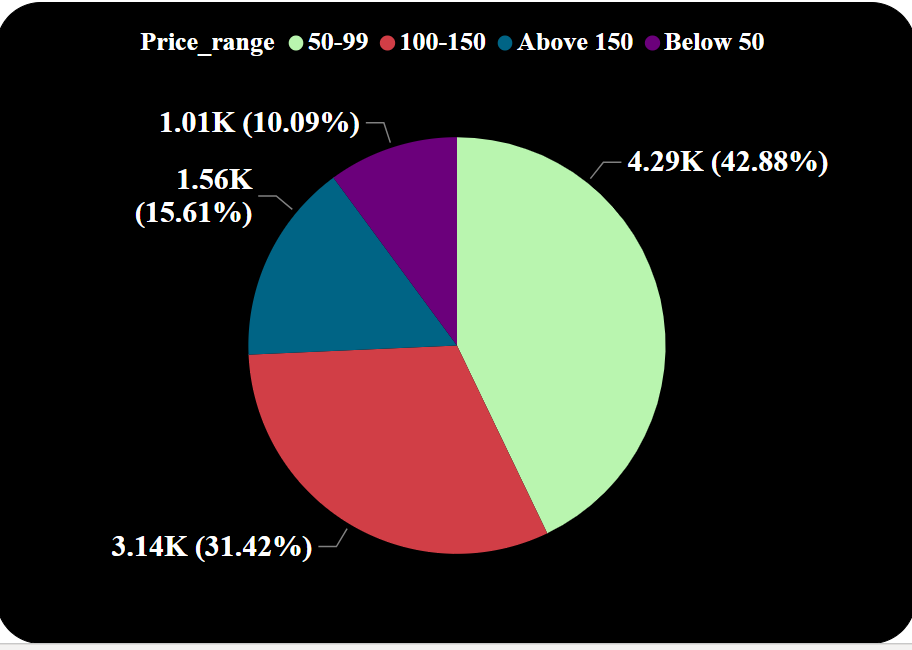 Price_range 50-99 100-150 Above 150 Below 50
1.01K (10.09%)
4.29K (42.88%)
1.56K
(15.61%)
3.14K (31.42%)